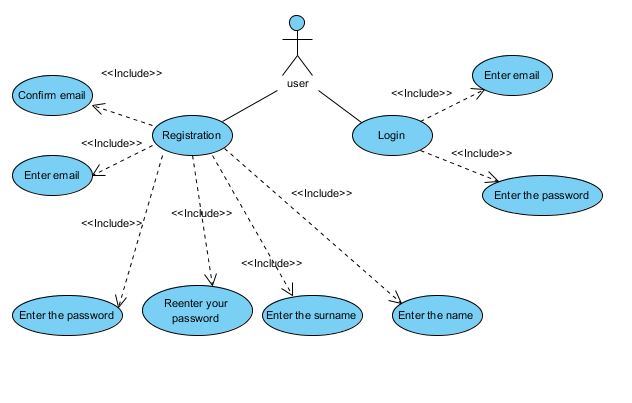 <<Include>>
user
Enter email
Confirm email
<<Include>>
Registration
Login
<<Include>>
<<Include>>
Enter email
Enter the password
<<Include>>
<<Include>>
<<Include>>
<<Include>>
Enter the password
Reenter your
password
Enter the surname
Enter the name